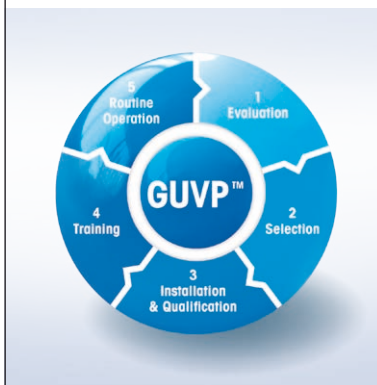 1
Evaluation
2
Selection
3
Installation
& Qualification
4
Training
5
Routine
Operation
GUVP™